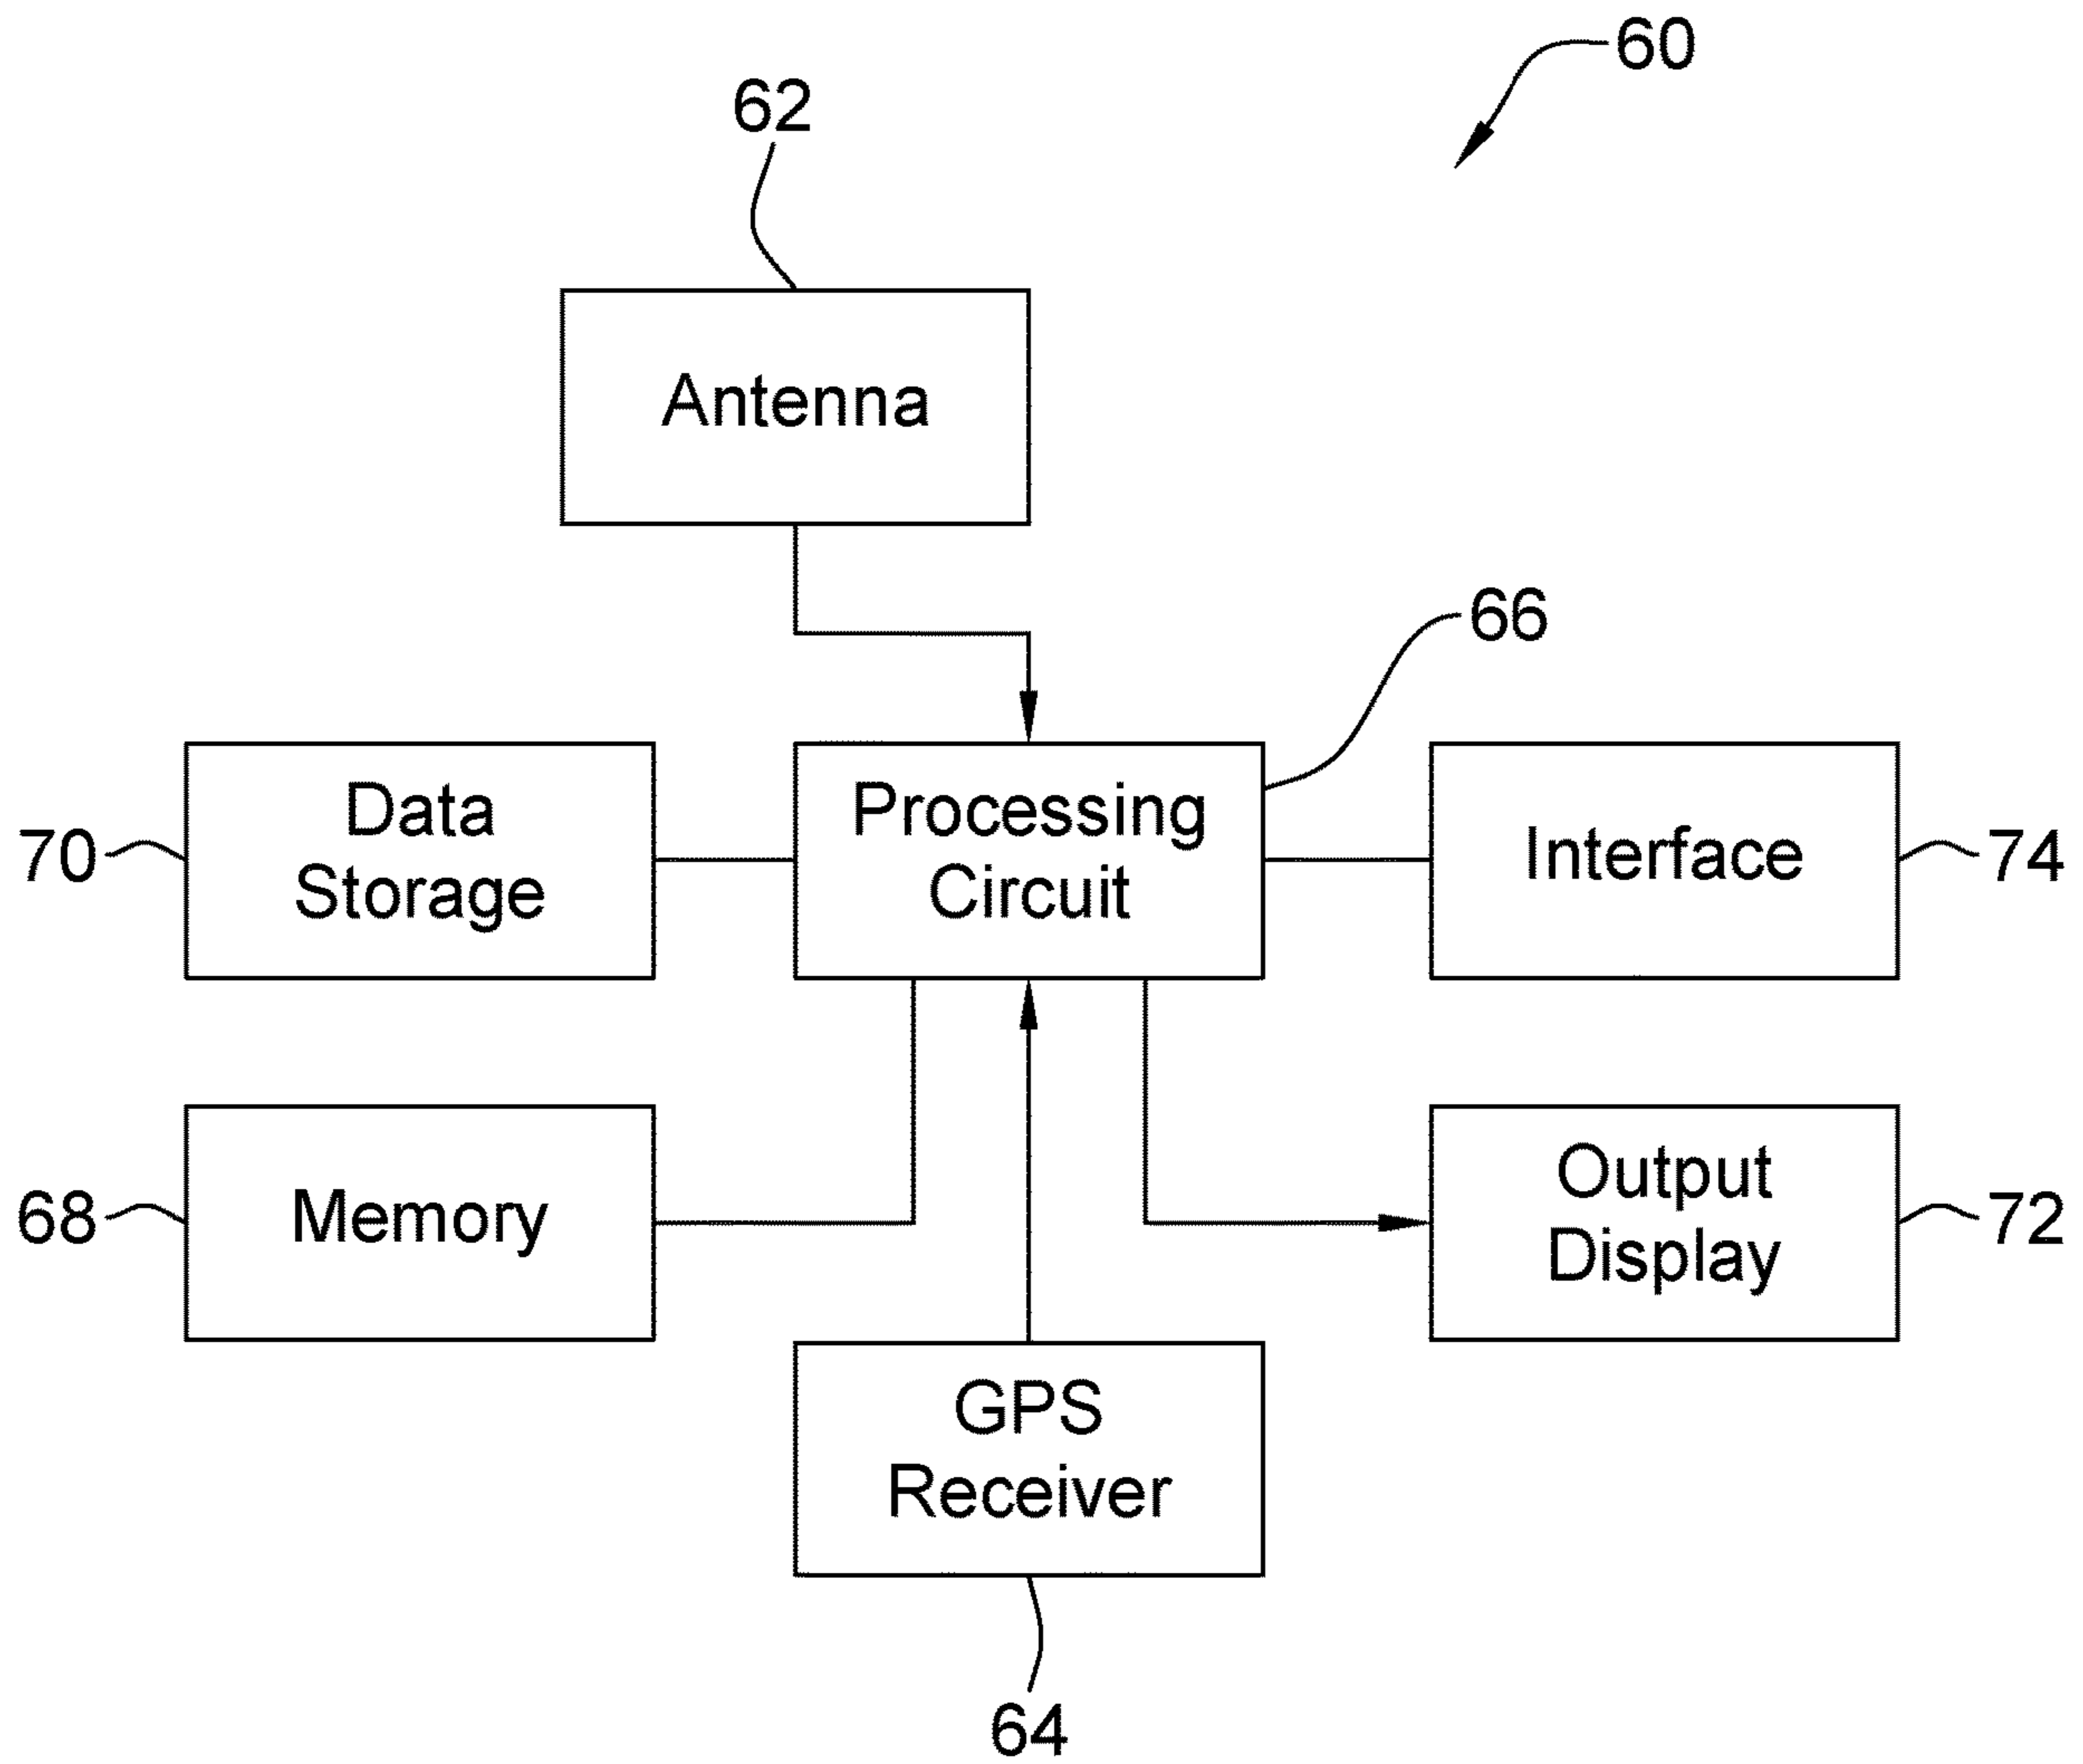 60
62
Antenna
66
Data
Storage
70
Processing
Circuit
Interface
74
68
Memory
Output
Display
72
GPS
Receiver
64